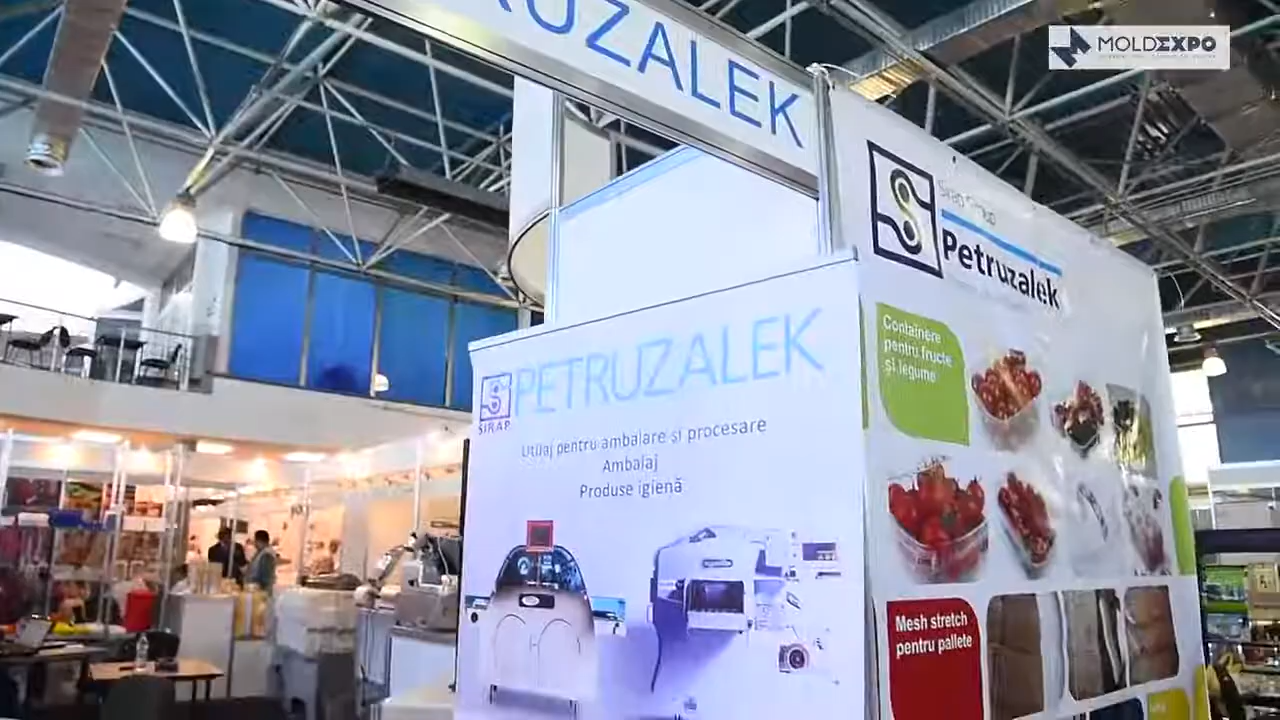 RUZALEK
MOLDEXPO
Sirap Group
Petruzalek
PETRUZALEK
SIRAP
Utilaj pentru ambalare și procesare
Ambalaj
Produse igienă
Containere
pentru fructe
și legume
Mesh stretch
pentru pallete